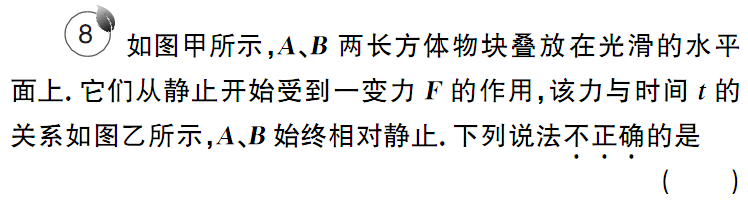 8 如图甲所示,A、B 两长方体物块叠放在光滑的水平
面上.它们从静止开始受到一变力 F 的作用,该力与时间 t 的
关系如图乙所示,A、B 始终相对静止.下列说法不正确的是
(　　)